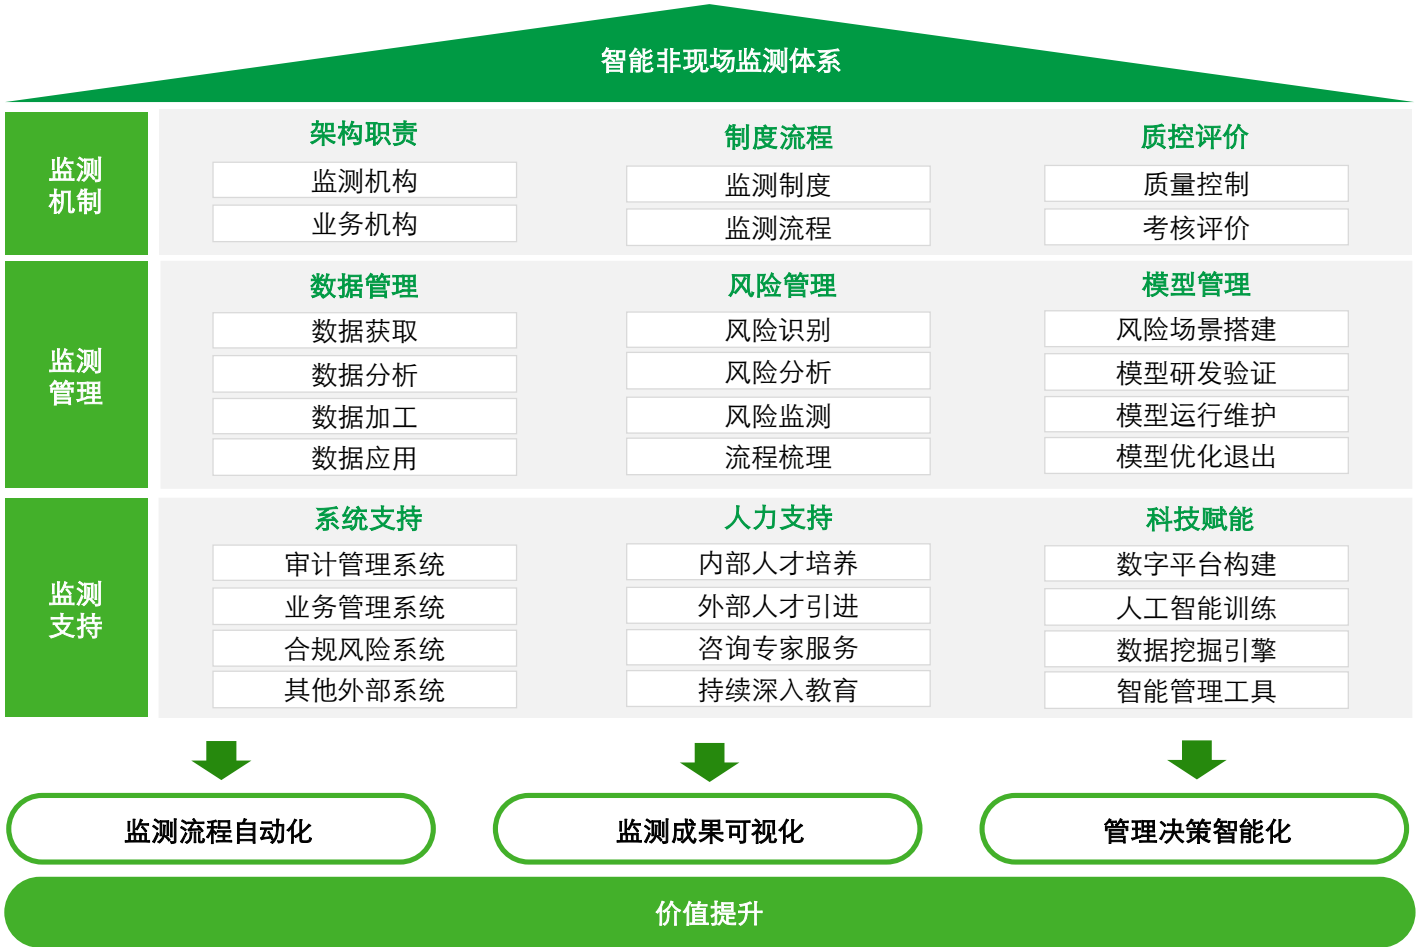 智能非现场监测体系
监测
机制
架构职责
监测机构
业务机构
制度流程
监测制度
监测流程
质控评价
质量控制
考核评价
监测
管理
数据管理
数据获取
数据分析
数据加工
数据应用
风险管理
风险识别
风险分析
风险监测
流程梳理
模型管理
风险场景搭建
模型研发验证
模型运行维护
模型优化退出
监测
支持
系统支持
审计管理系统
业务管理系统
合规风险系统
其他外部系统
人力支持
内部人才培养
外部人才引进
咨询专家服务
持续深入教育
科技赋能
数字平台构建
人工智能训练
数据挖掘引擎
智能管理工具
监测流程自动化
监测成果可视化
管理决策智能化
价值提升